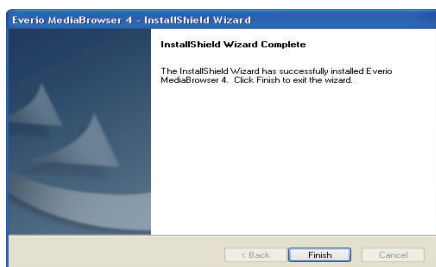 Everio MediaBrowser 4 - InstallShield Wizard
InstallShield Wizard Complete
The InstallShield Wizard has successfully installed Everio
MediaBrowser 4. Click Finish to exit the wizard.
< Back
Finish
Cancel